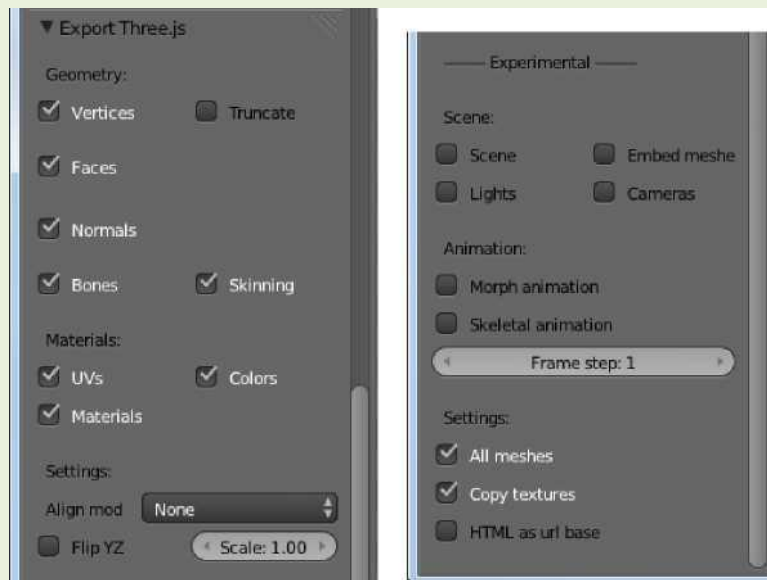 Export Three.js
Geometry:
Vertices Truncate
Faces
Normals
Bones Skinning
Materials:
UVs Colors
Materials
Settings:
Align mod None
Flip YZ Scale: 1.00
Experimental
Scene:
Scene Embed meshe
Lights Cameras
Animation:
Morph animation
Skeletal animation
Frame step: 1
Settings:
All meshes
Copy textures
HTML as url base